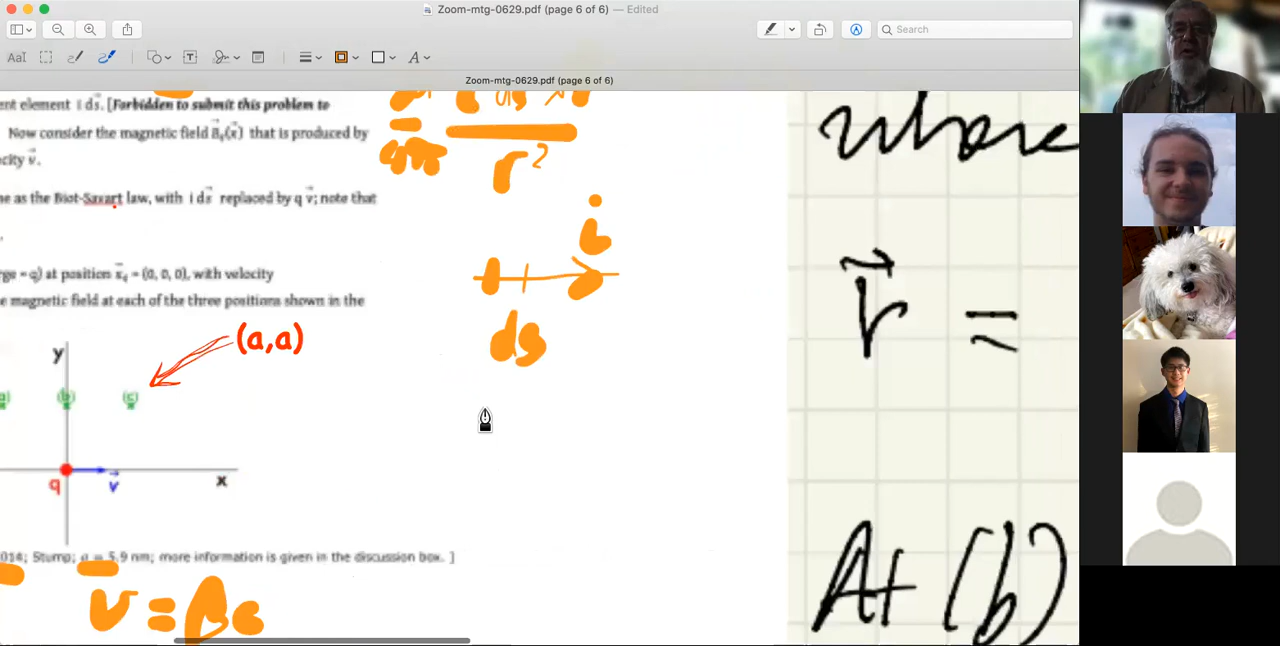 Zoom-mtg-0629.pdf (page 6 of 6) — Edited
Search
AaI
A
Zoom-mtg-0629.pdf (page 6 of 6)
ent element i ds. [Forbidden to submit this problem to
Now consider the magnetic field B⃗q(x⃗) that is produced by
city v⃗.
e as the Biot-Savart law, with i ds⃗ replaced by q v⃗; note that
rge = q) at position x⃗q = (0, 0, 0), with velocity
e magnetic field at each of the three positions shown in the
r²
i
ds
(a,a)
y
(b)
(c)
q
v⃗
x
014; Stump; a = 5.9 nm; more information is given in the discussion box. ]
v = βc
where
r⃗ =
At (b)